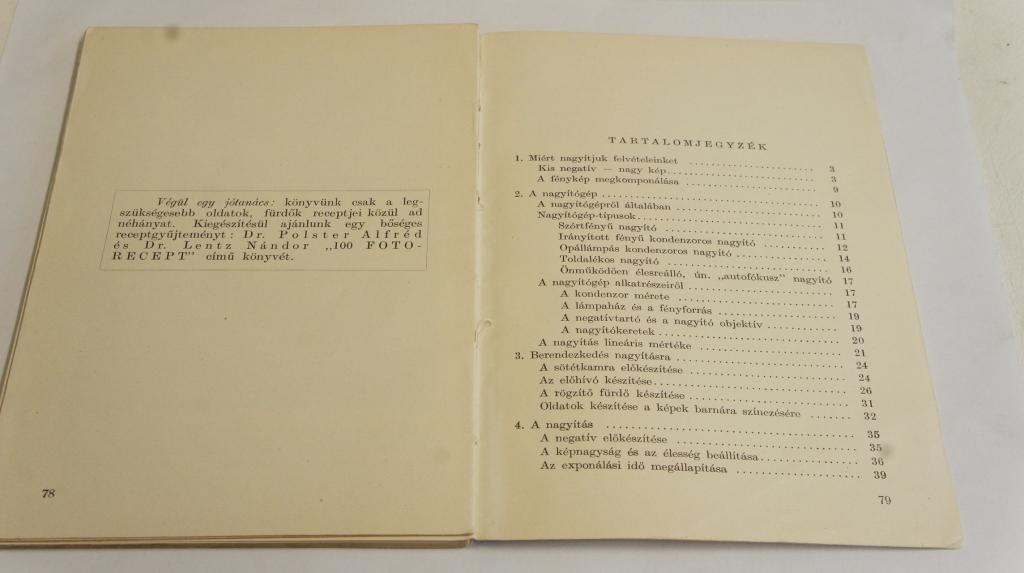 Végül egy jótanács: könyvünk csak a leg-
szükségesebb oldatok, fürdők receptjei közül ad
néhányat. Kiegészítésül ajánlunk egy bőséges
receptgyűjteményt: Dr. Polster Alfréd
és Dr. Lentz Nándor „100 FOTO-
RECEPT” című könyvét.
78
TARTALOMJEGYZÉK
1. Miért nagyítjuk felvételeinket ..................... 3
Kis negatív — nagy kép..................... 3
A fénykép megkomponálása ..................... 9
2. A nagyítógép ..................... 10
A nagyítógépről általában ..................... 10
Nagyítógép-típusok..................... 11
Szórtfényű nagyító ..................... 11
Irányított fényű kondenzoros nagyító ............ 12
Opállámpás kondenzoros nagyító ............... 14
Toldalékos nagyító ..................... 16
Önműködően élesreálló, ún. „autofókusz” nagyító 17
A nagyítógép alkatrészeiről ..................... 17
A kondenzor mérete ..................... 17
A lámpaház és a fényforrás ..................... 19
A negatívtartó és a nagyító objektív ............ 19
A nagyítókeretek ..................... 20
A nagyítás lineáris mértéke ..................... 21
3. Berendezkedés nagyításra ..................... 24
A sötétkamra előkészítése ..................... 24
Az előhívó készítése..................... 26
A rögzítő fürdő készítése ..................... 31
Oldatok készítése a képek barnára színezésére ....... 32
4. A nagyítás ..................... 35
A negatív előkészítése ..................... 35
A képnagyság és az élesség beállítása............... 36
Az exponálási idő megállapítása ..................... 39
79